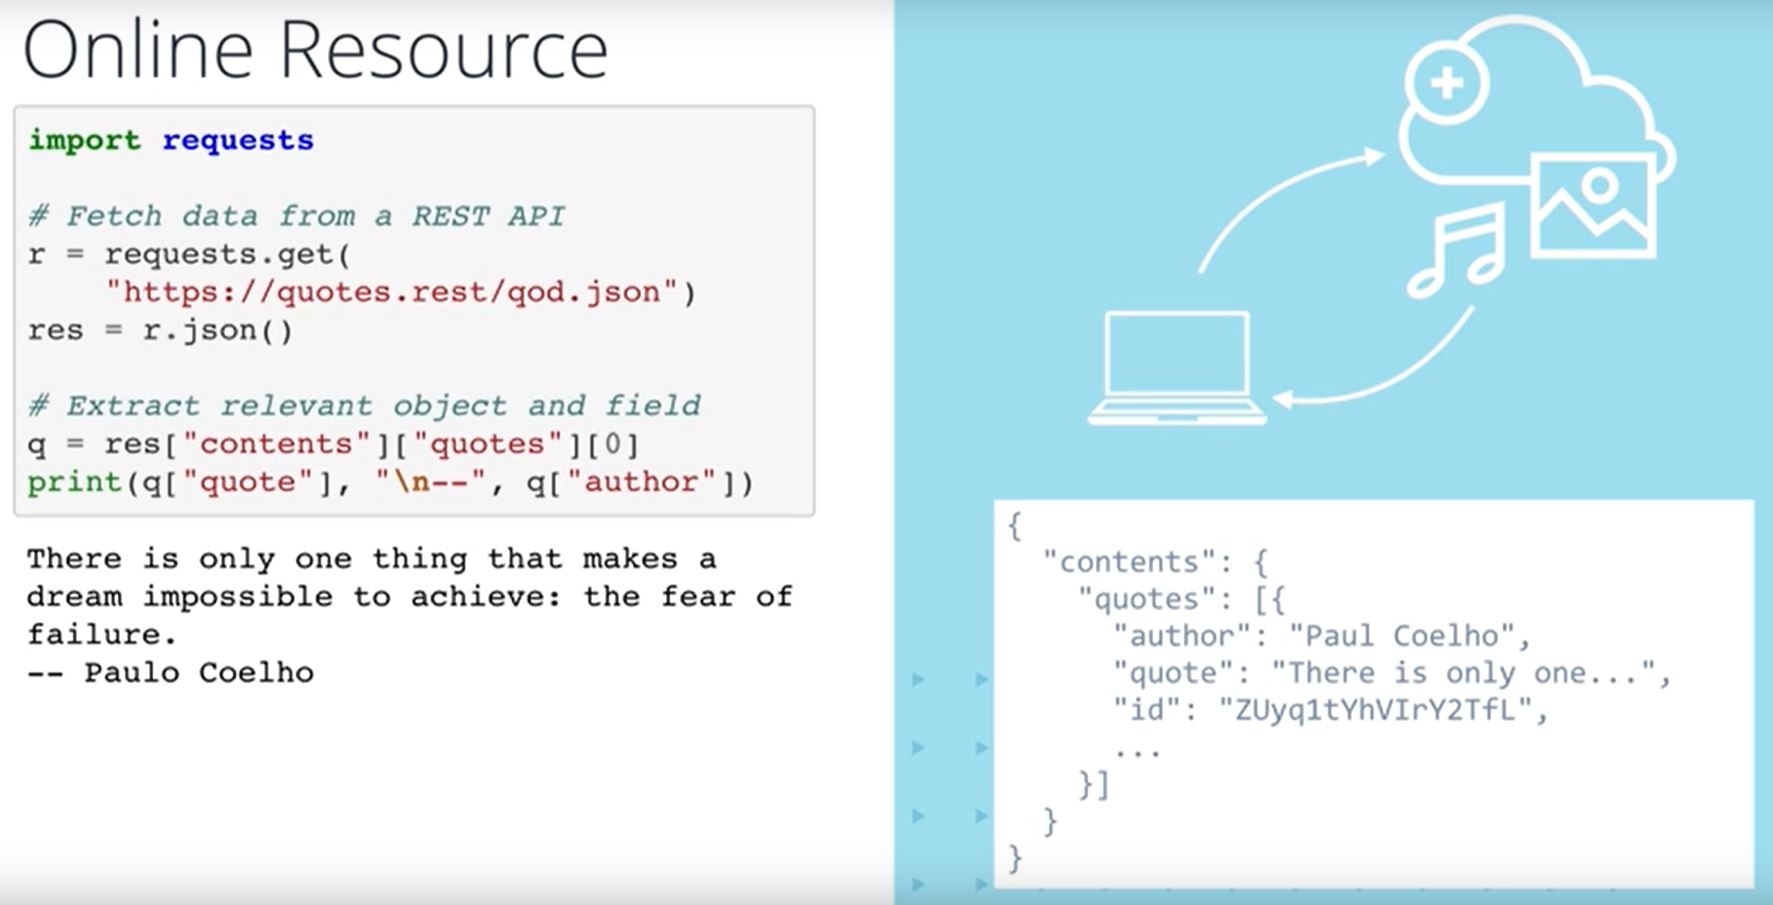 Online Resource
import requests
# Fetch data from a REST API
r = requests.get(
    "https://quotes.rest/qod.json")
res = r.json()
# Extract relevant object and field
q = res["contents"]["quotes"][0]
print(q["quote"], "\n--", q["author"])
There is only one thing that makes a
dream impossible to achieve: the fear of
failure.
-- Paulo Coelho
{
  "contents": {
    "quotes": [{
      "author": "Paul Coelho",
      "quote": "There is only one...",
      "id": "ZUyq1tYhVIrY2TfL",
      ...
    }]
  }
}